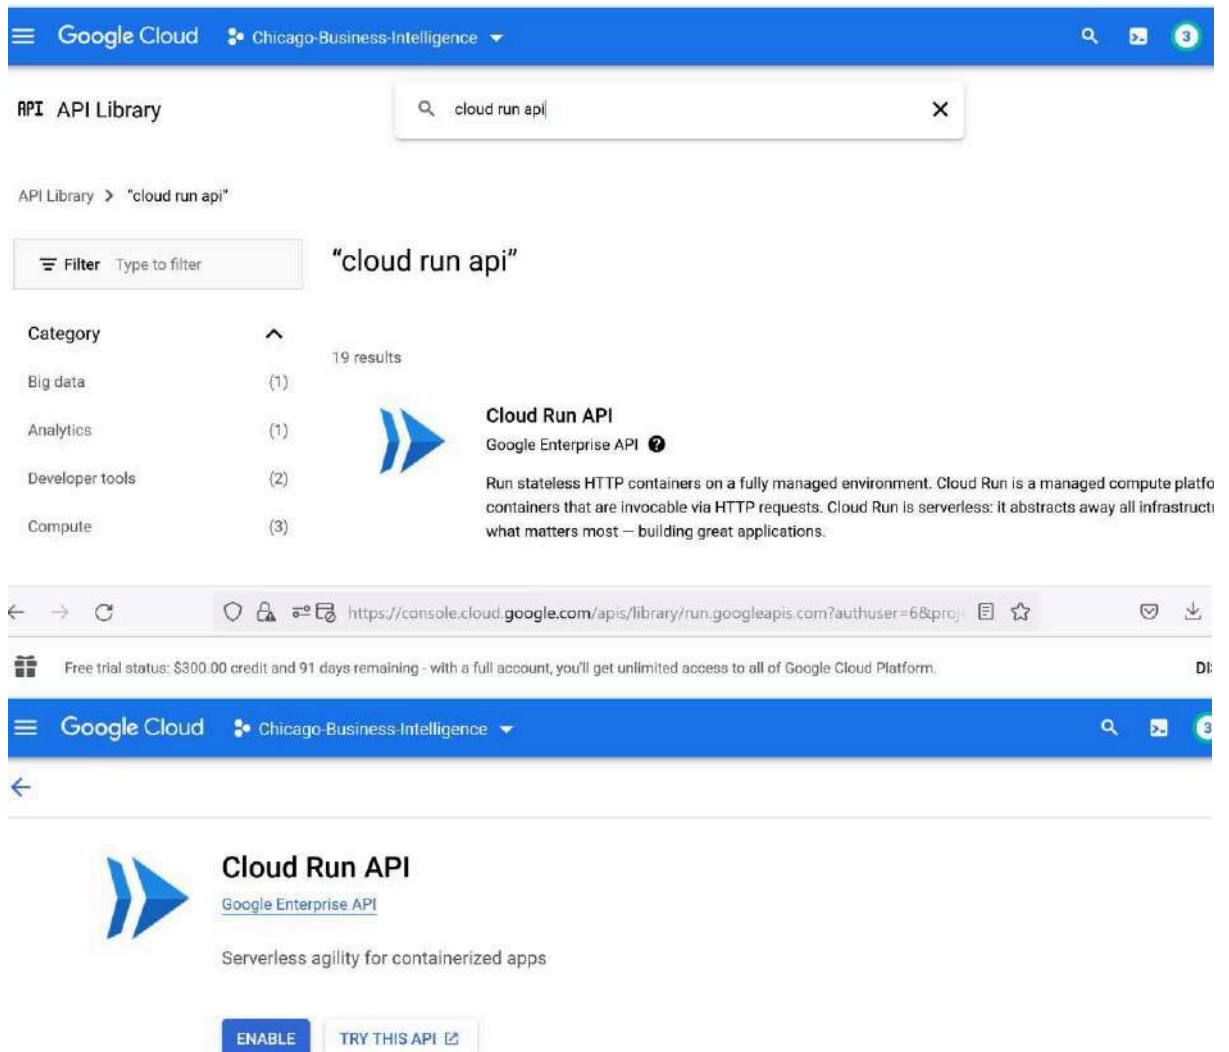 Google Cloud Chicago-Business-Intelligence 3
API API Library cloud run api
API Library "cloud run api"
Filter Type to filter
"cloud run api"
Category
19 results
Big data (1)
Analytics (1)
Developer tools (2)
Compute (3)
Cloud Run API
Google Enterprise API
Run stateless HTTP containers on a fully managed environment. Cloud Run is a managed compute platfo
containers that are invocable via HTTP requests. Cloud Run is serverless: it abstracts away all infrastructu
what matters most — building great applications.
https://console.cloud.google.com/apis/library/run.googleapis.com?authuser=6&proj
Free trial status: $300.00 credit and 91 days remaining - with a full account, you'll get unlimited access to all of Google Cloud Platform. DI
Google Cloud Chicago-Business-Intelligence 3
Cloud Run API
Google Enterprise API
Serverless agility for containerized apps
ENABLE TRY THIS API